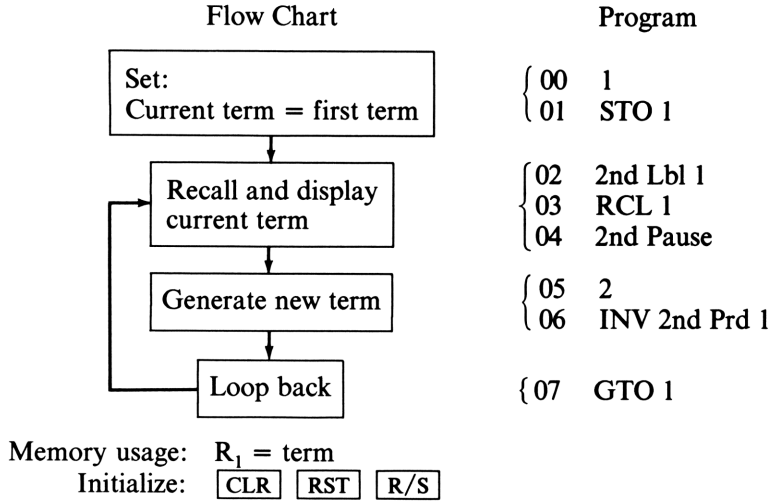 Flow Chart Program
Set:
Current term = first term
00 1
01 STO 1
Recall and display
current term
02 2nd Lbl 1
03 RCL 1
04 2nd Pause
Generate new term
05 2
06 INV 2nd Prd 1
Loop back
07 GTO 1
Memory usage: R₁ = term
Initialize: CLR RST R/S